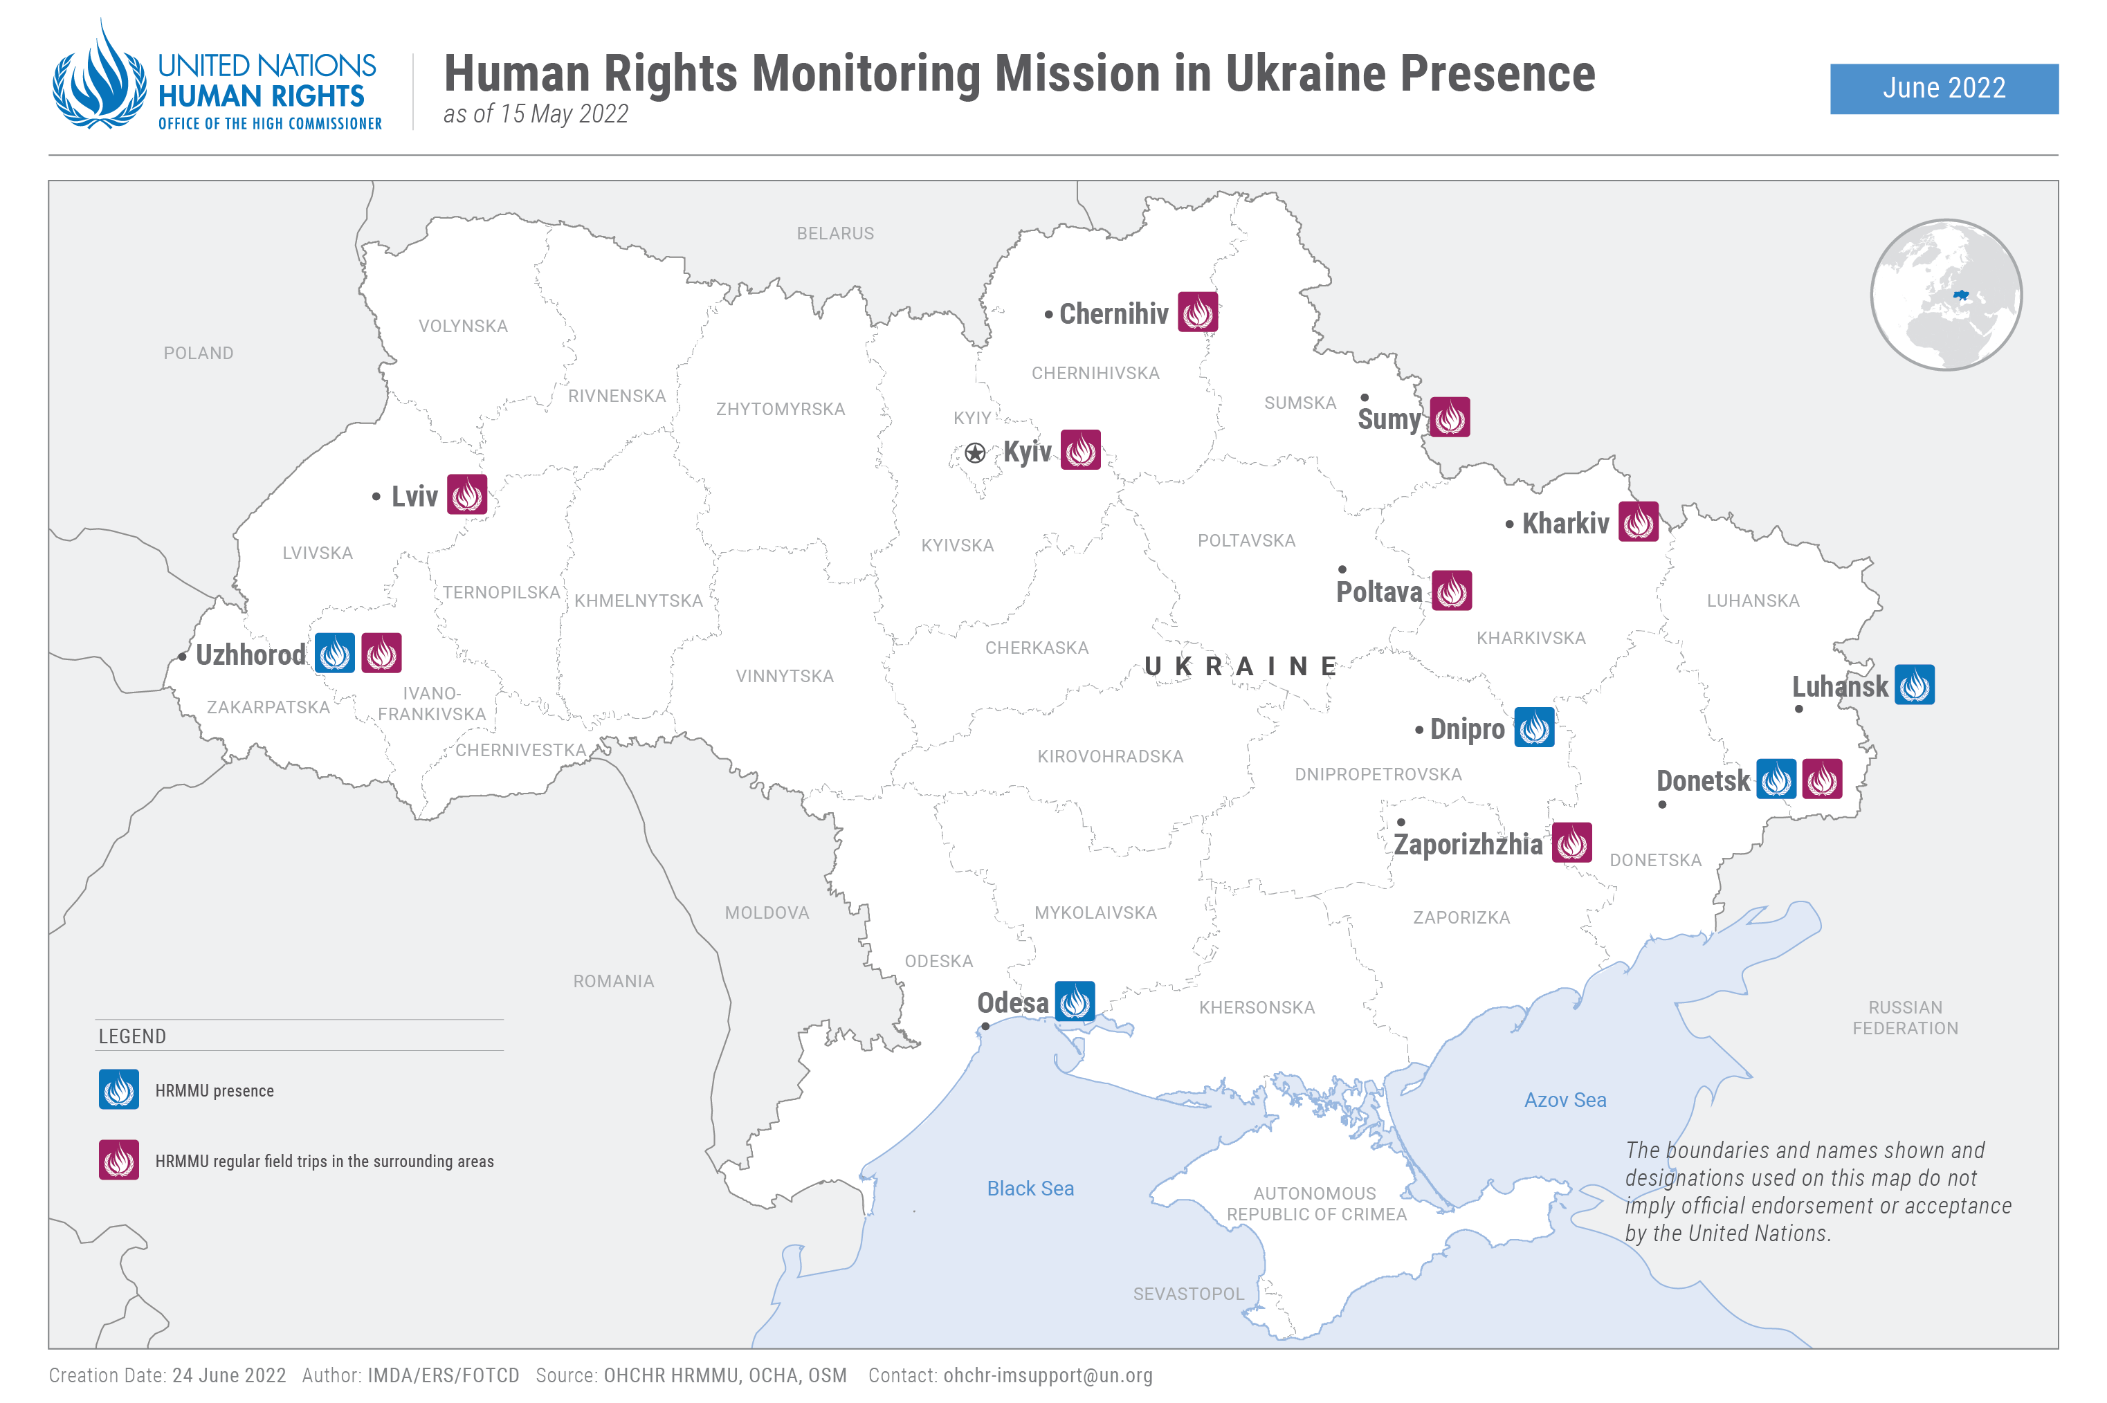 UNITED NATIONS
HUMAN RIGHTS
OFFICE OF THE HIGH COMMISSIONER
Human Rights Monitoring Mission in Ukraine Presence
as of 15 May 2022
June 2022
BELARUS
POLAND
VOLYNSKA
RIVNENSKA
ZHYTOMYRSKA
Chernihiv
CHERNIHIVSKA
KYIY
Kyiv
SUMSKA
Sumy
Lviv
LVIVSKA
TERNOPILSKA
KHMELNYTSKA
KYIVSKA
POLTAVSKA
Kharkiv
Poltava
KHARKIVSKA
LUHANSKA
Uzhhorod
ZAKARPATSKA
IVANO-
FRANKIVSKA
CHERNIVESTKA
VINNYTSKA
CHERKASKA
UKRAINE
Luhansk
KIROVOHRADSKA
Dnipro
DNIPROPETROVSKA
Donetsk
Zaporizhzhia
DONETSKA
MOLDOVA
MYKOLAIVSKA
ZAPORIZKA
ROMANIA
ODESKA
Odesa
KHERSONSKA
RUSSIAN
FEDERATION
Azov Sea
Black Sea
AUTONOMOUS
REPUBLIC OF CRIMEA
SEVASTOPOL
LEGEND
HRMMU presence
HRMMU regular field trips in the surrounding areas
The boundaries and names shown and
designations used on this map do not
imply official endorsement or acceptance
by the United Nations.
Creation Date: 24 June 2022 Author: IMDA/ERS/FOTCD Source: OHCHR HRMMU, OCHA, OSM Contact: ohchr-imsupport@un.org